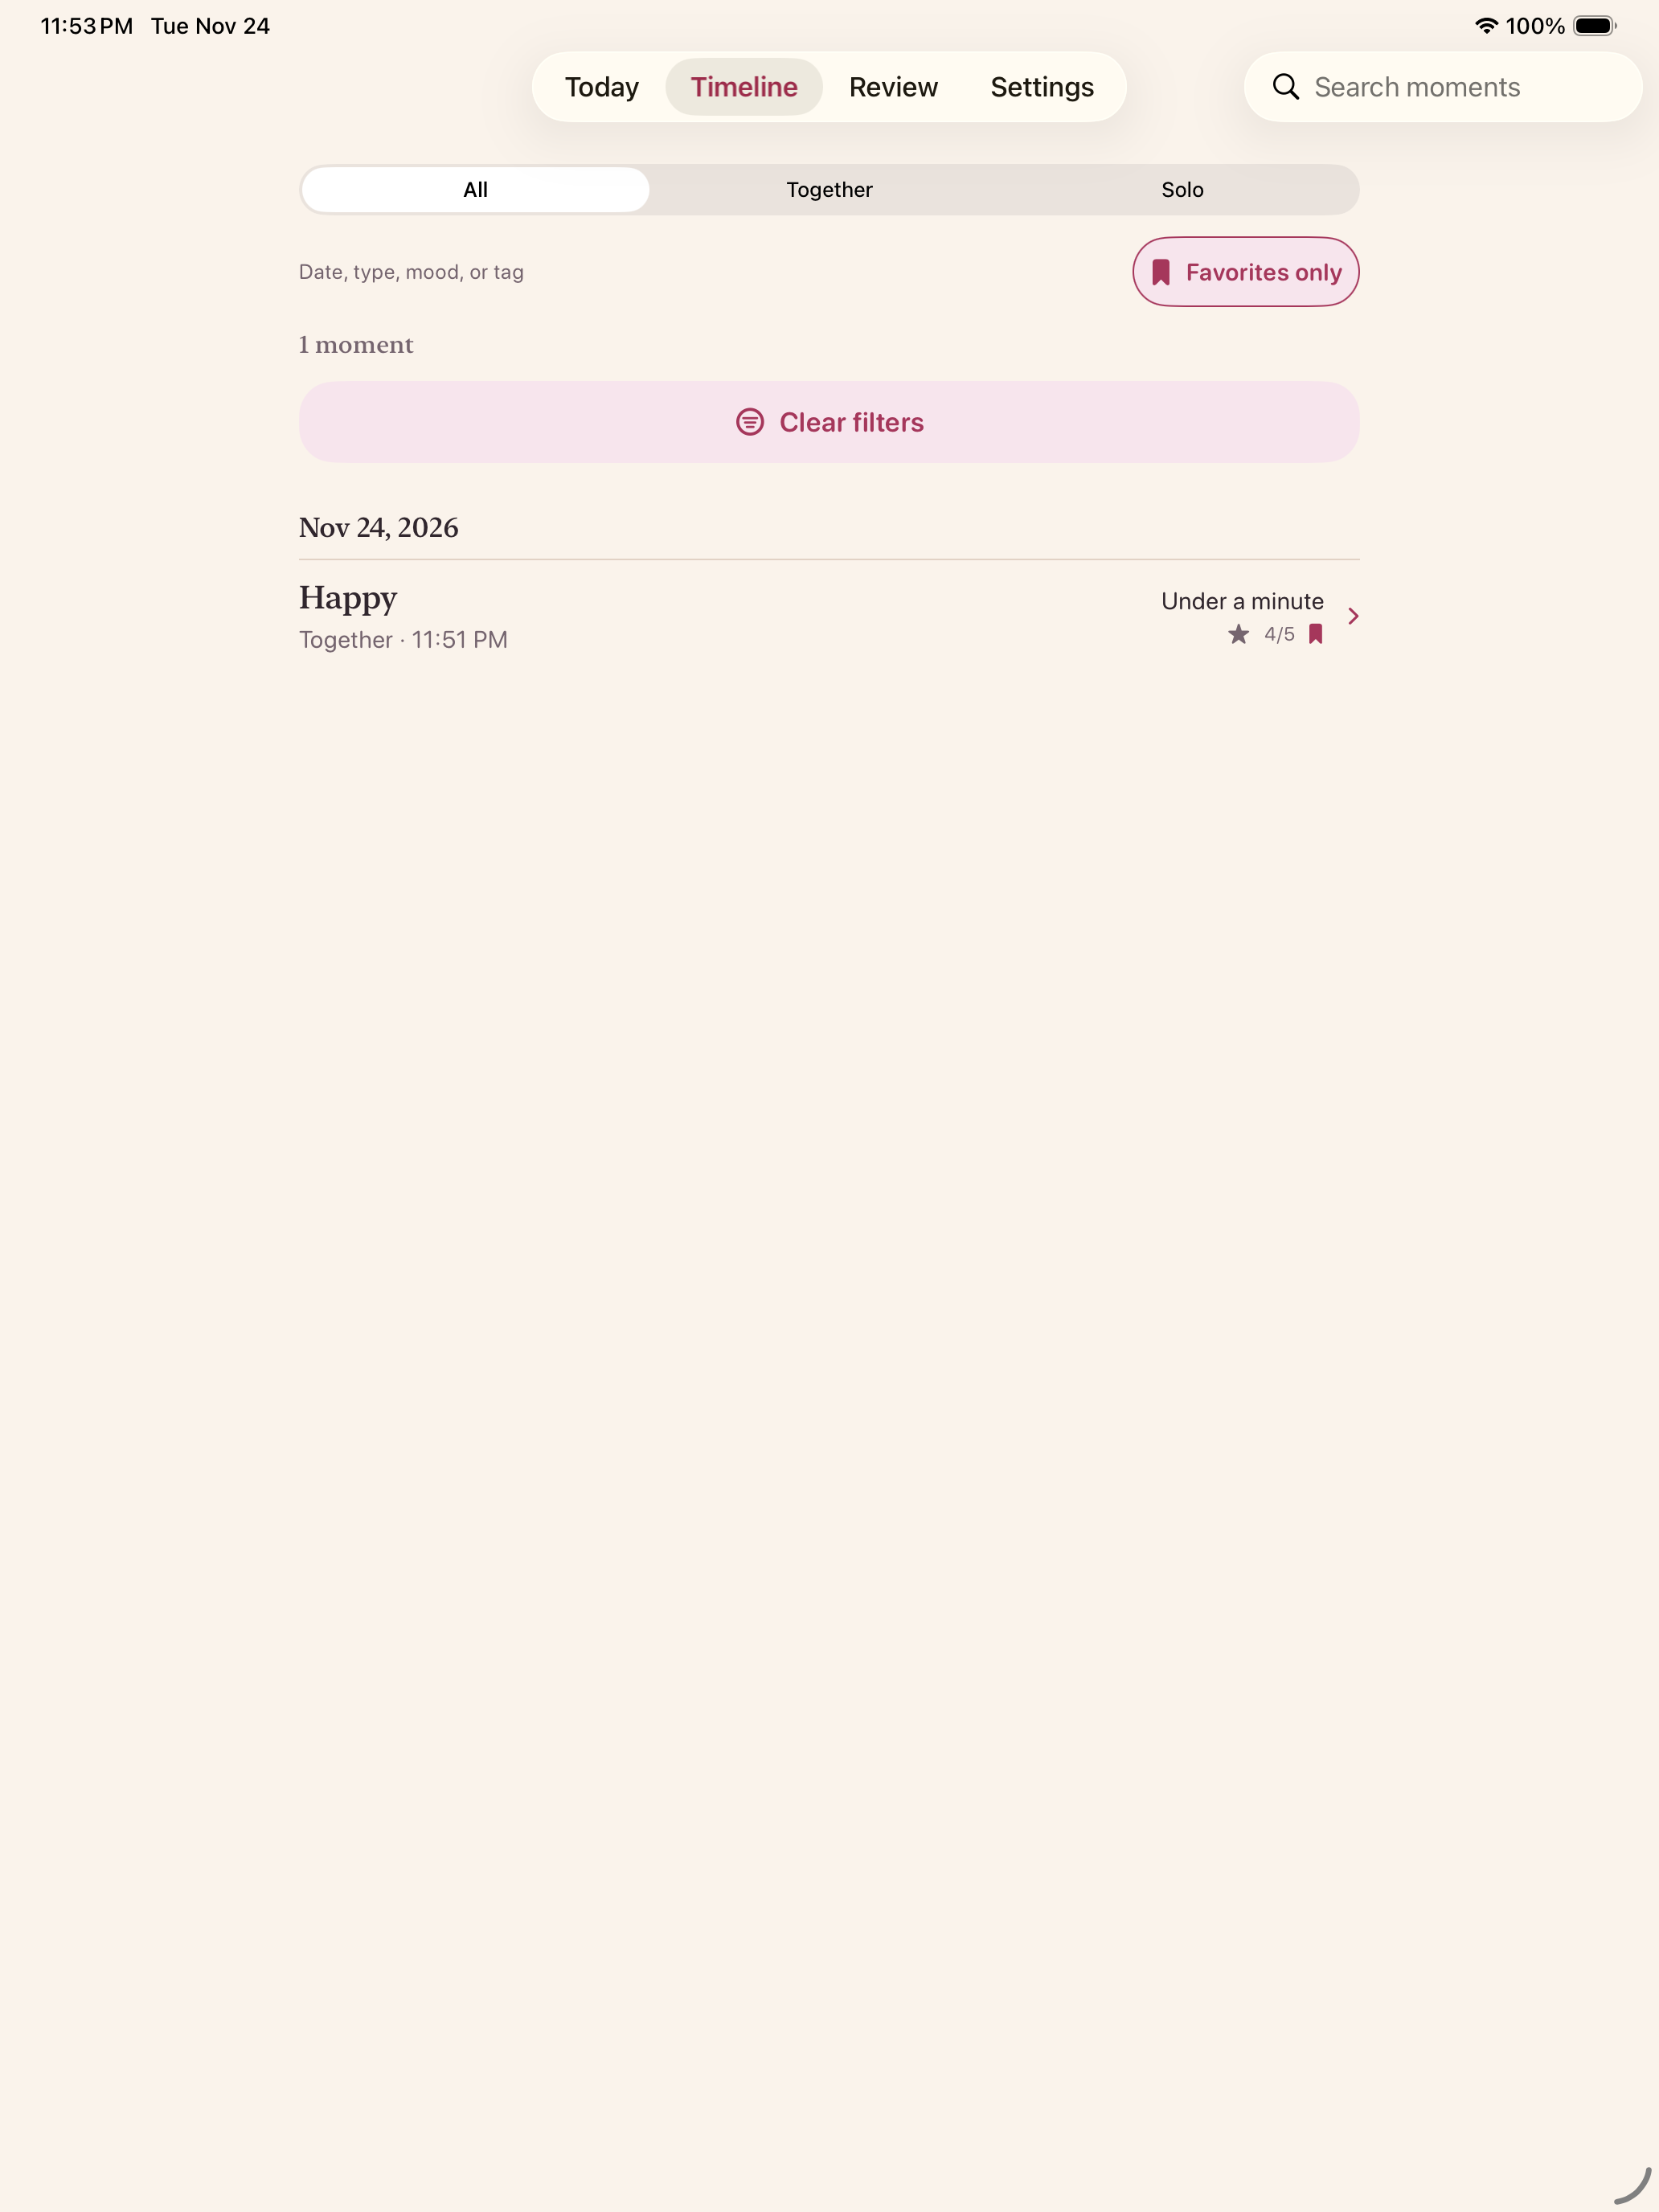 11:53 PM Tue Nov 24
100%
Today Timeline Review Settings
Search moments
All Together Solo
Date, type, mood, or tag
Favorites only
1 moment
Clear filters
Nov 24, 2026
Happy
Under a minute
Together · 11:51 PM
4/5